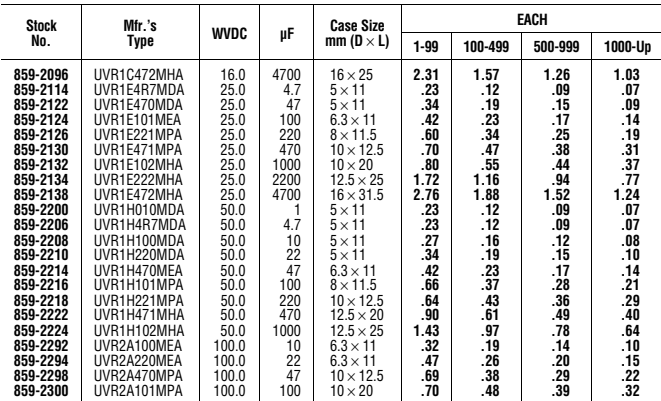 Stock No. Mfr.'s Type WVDC µF Case Size mm (D × L) EACH
1-99 100-499 500-999 1000-Up
859-2096 UVR1C472MHA 16.0 4700 16 × 25 2.31 1.57 1.26 1.03
859-2114 UVR1E4R7MDA 25.0 4.7 5 × 11 .23 .12 .09 .07
859-2122 UVR1E470MDA 25.0 47 5 × 11 .34 .19 .15 .09
859-2124 UVR1E101MEA 25.0 100 6.3 × 11 .42 .23 .17 .14
859-2126 UVR1E221MPA 25.0 220 8 × 11.5 .60 .34 .25 .19
859-2130 UVR1E471MPA 25.0 470 10 × 12.5 .70 .47 .38 .31
859-2132 UVR1E102MHA 25.0 1000 10 × 20 .80 .55 .44 .37
859-2134 UVR1E222MHA 25.0 2200 12.5 × 25 1.72 1.16 .94 .77
859-2138 UVR1E472MHA 25.0 4700 16 × 31.5 2.76 1.88 1.52 1.24
859-2200 UVR1H010MDA 50.0 1 5 × 11 .23 .12 .09 .07
859-2206 UVR1H4R7MDA 50.0 4.7 5 × 11 .23 .12 .09 .07
859-2208 UVR1H100MDA 50.0 10 5 × 11 .27 .16 .12 .08
859-2210 UVR1H220MDA 50.0 22 5 × 11 .34 .19 .15 .10
859-2214 UVR1H470MEA 50.0 47 6.3 × 11 .42 .23 .17 .14
859-2216 UVR1H101MPA 50.0 100 8 × 11.5 .66 .37 .28 .21
859-2218 UVR1H221MPA 50.0 220 10 × 12.5 .64 .43 .36 .29
859-2222 UVR1H471MHA 50.0 470 12.5 × 20 .90 .61 .49 .40
859-2224 UVR1H102MHA 50.0 1000 12.5 × 25 1.43 .97 .78 .64
859-2292 UVR2A100MEA 100.0 10 6.3 × 11 .32 .19 .14 .10
859-2294 UVR2A220MEA 100.0 22 6.3 × 11 .47 .26 .20 .15
859-2298 UVR2A470MPA 100.0 47 10 × 12.5 .69 .38 .29 .22
859-2300 UVR2A101MPA 100.0 100 10 × 20 .70 .48 .39 .32